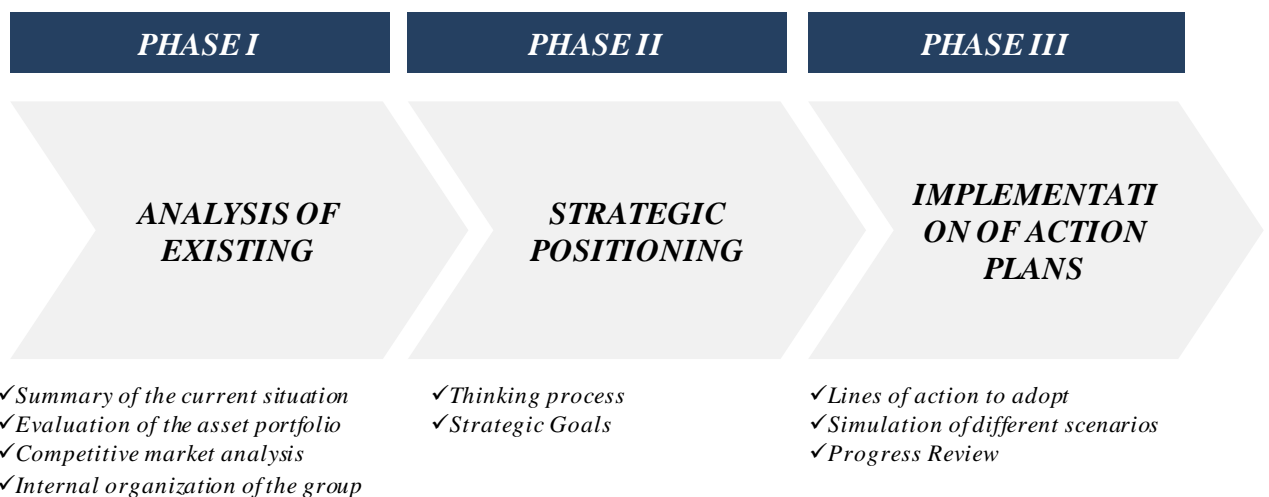 PHASE I
PHASE II
PHASE III
ANALYSIS OF
EXISTING
STRATEGIC
POSITIONING
IMPLEMENTATI
ON OF ACTION
PLANS
✓Summary of the current situation
✓Evaluation of the asset portfolio
✓Competitive market analysis
✓Internal organization of the group
✓Thinking process
✓Strategic Goals
✓Lines of action to adopt
✓Simulation of different scenarios
✓Progress Review